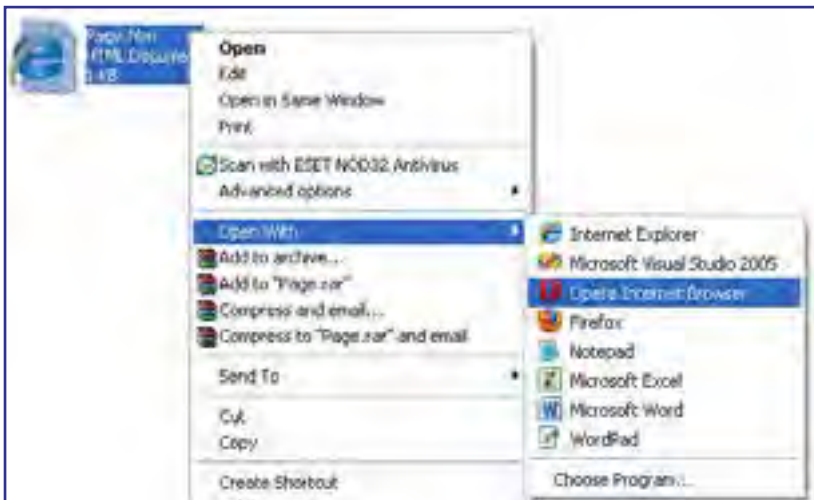 Page.htm
HTML Docume
1 KB
Open
Edit
Open in Same Window
Print
Scan with ESET NOD32 Antivirus
Advanced options
Open With
Add to archive...
Add to "Page.rar"
Compress and email...
Compress to "Page.rar" and email
Send To
Cut
Copy
Create Shortcut
Internet Explorer
Microsoft Visual Studio 2005
Opera Internet Browser
Firefox
Notepad
Microsoft Excel
Microsoft Word
WordPad
Choose Program...